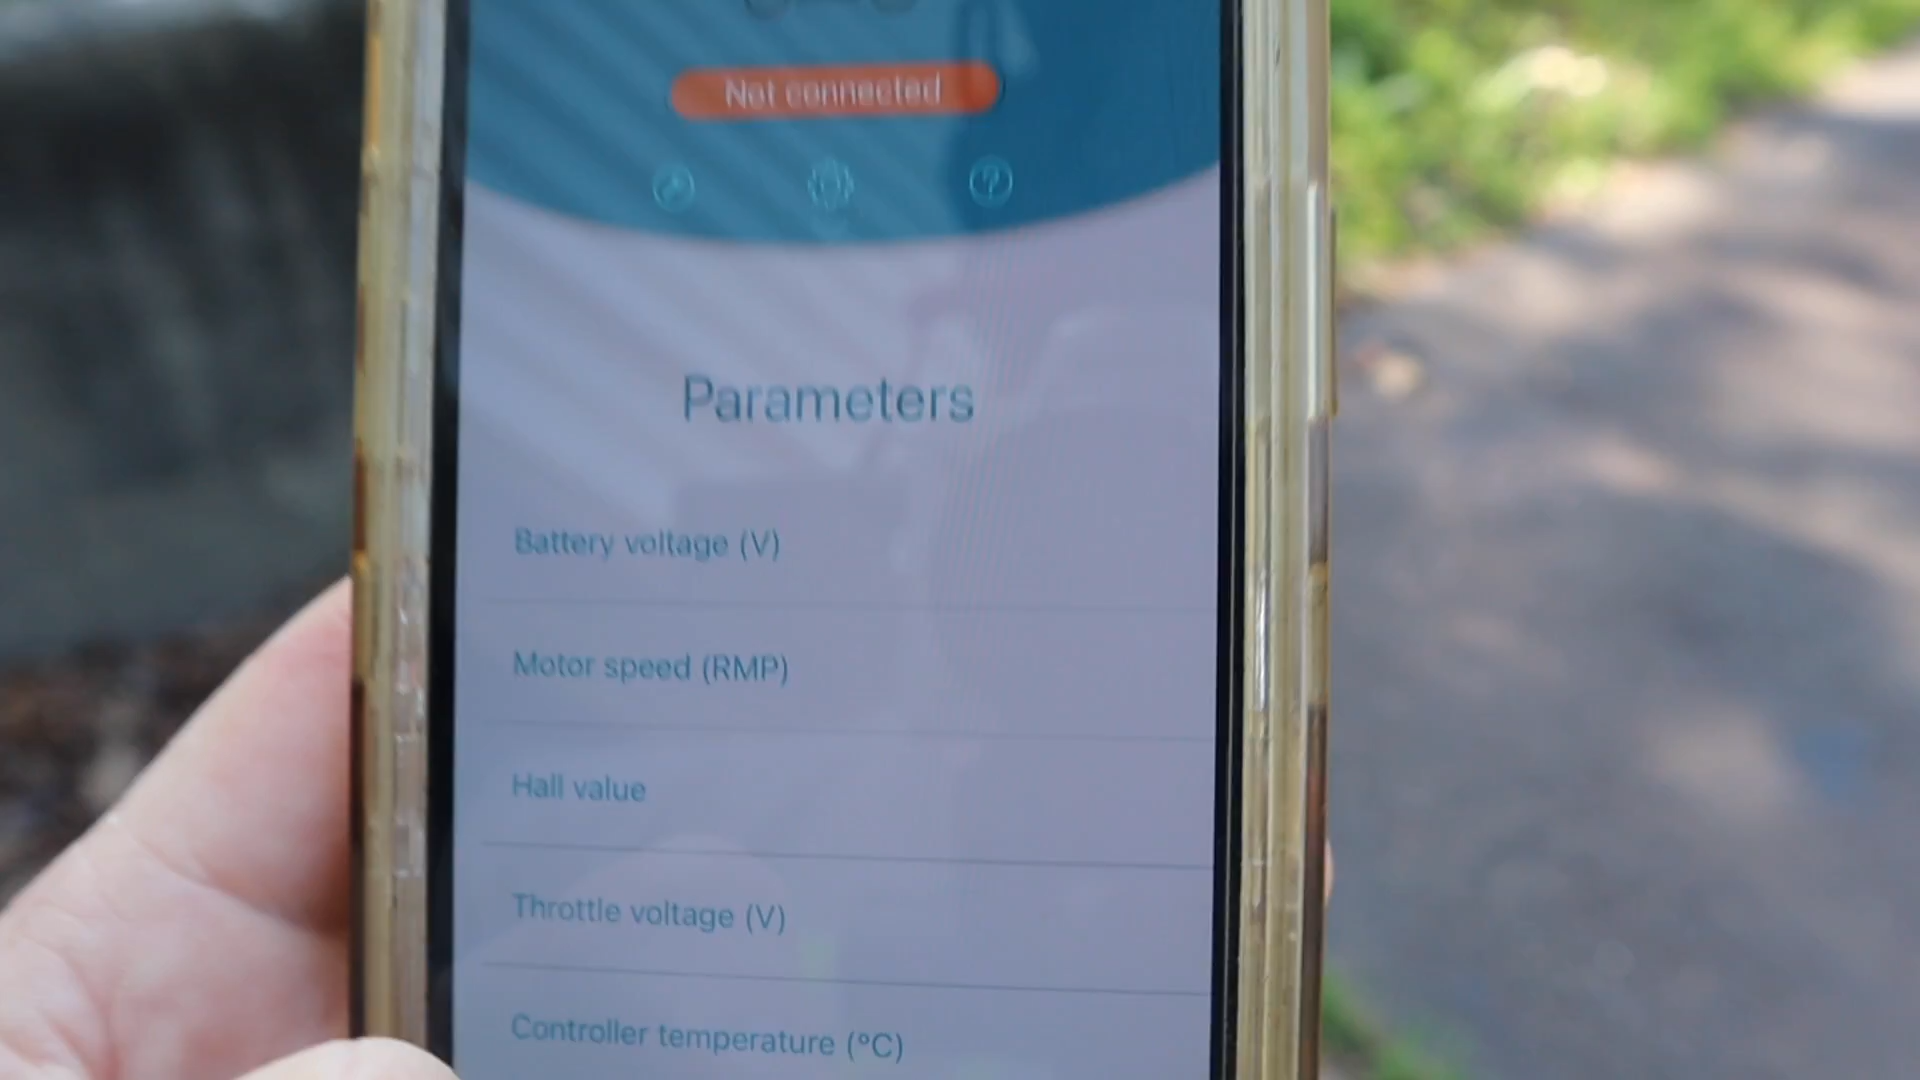 Not connected
Parameters
Battery voltage (V)
Motor speed (RMP)
Hall value
Throttle voltage (V)
Controller temperature (°C)